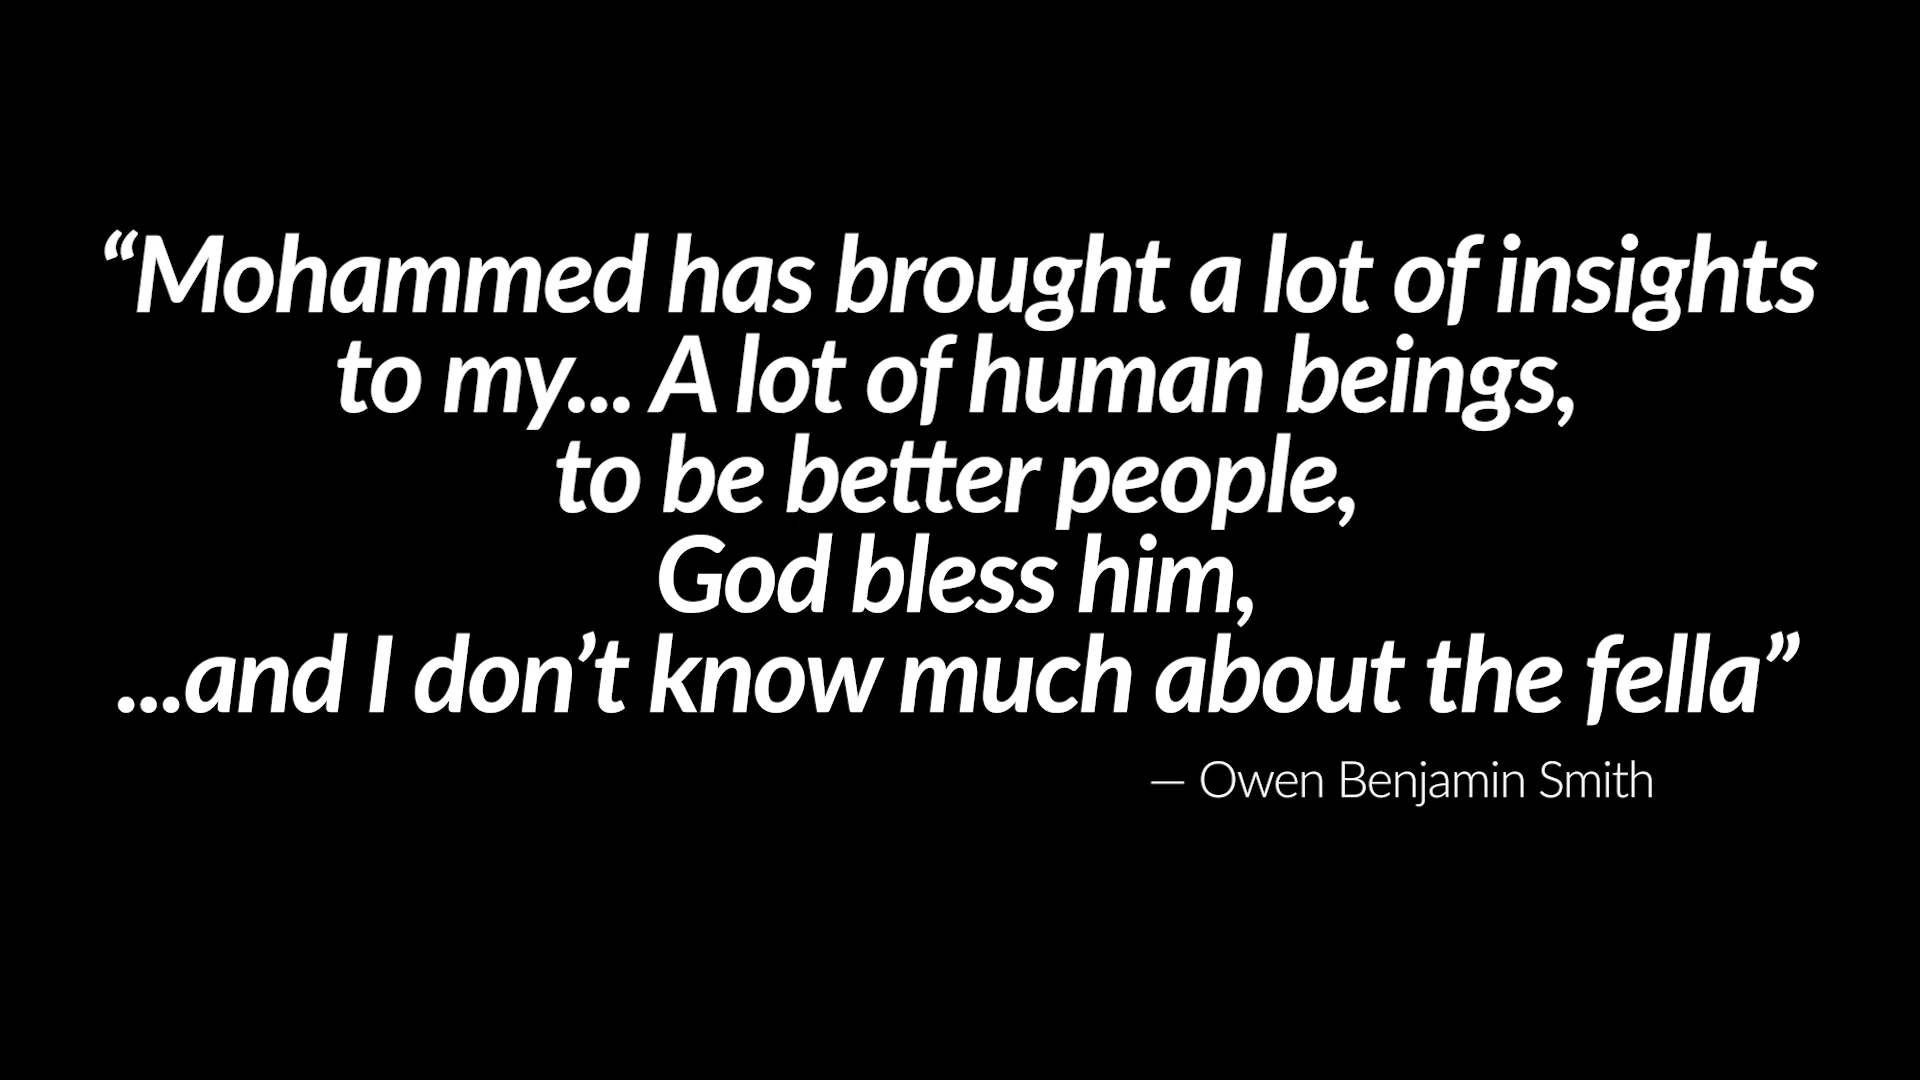 “Mohammed has brought a lot of insights
to my... A lot of human beings,
to be better people,
God bless him,
...and I don’t know much about the fella”
— Owen Benjamin Smith